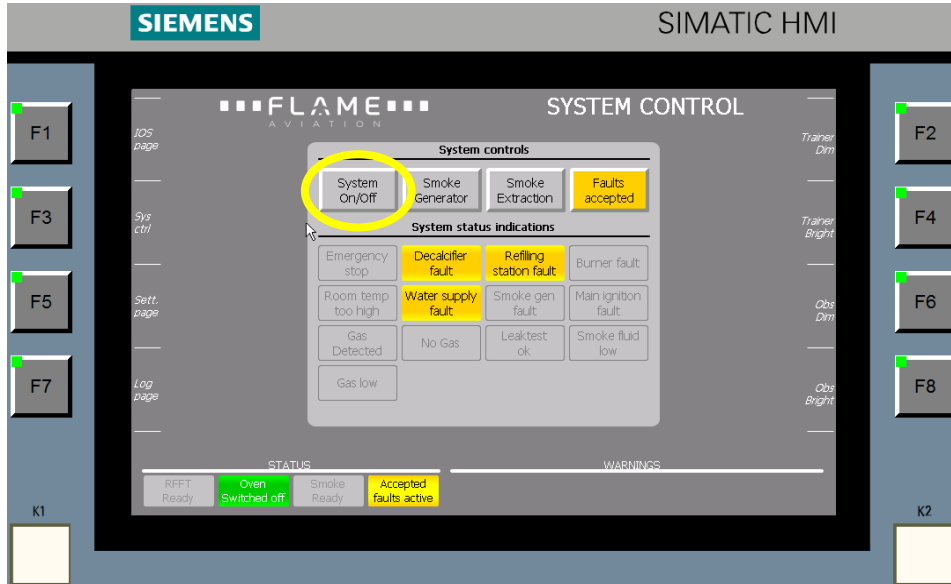 SIEMENS
SIMATIC HMI
FLAME
AVIATION
SYSTEM CONTROL
F1
F2
IOS
page
Trainer
Dim
System controls
System
On/Off
Smoke
Generator
Smoke
Extraction
Faults
accepted
F3
F4
Sys
ctrl
Trainer
Bright
System status indications
Emergency
stop
Decalcifier
fault
Refilling
station fault
Burner fault
F5
F6
Sett.
page
Obs
Dim
Room temp
too high
Water supply
fault
Smoke gen
fault
Main ignition
fault
Gas
Detected
No Gas
Leaktest
ok
Smoke fluid
low
F7
F8
Log
page
Obs
Bright
Gas low
STATUS
WARNINGS
RFFT
Ready
Oven
Switched off
Smoke
Ready
Accepted
faults active
K1
K2